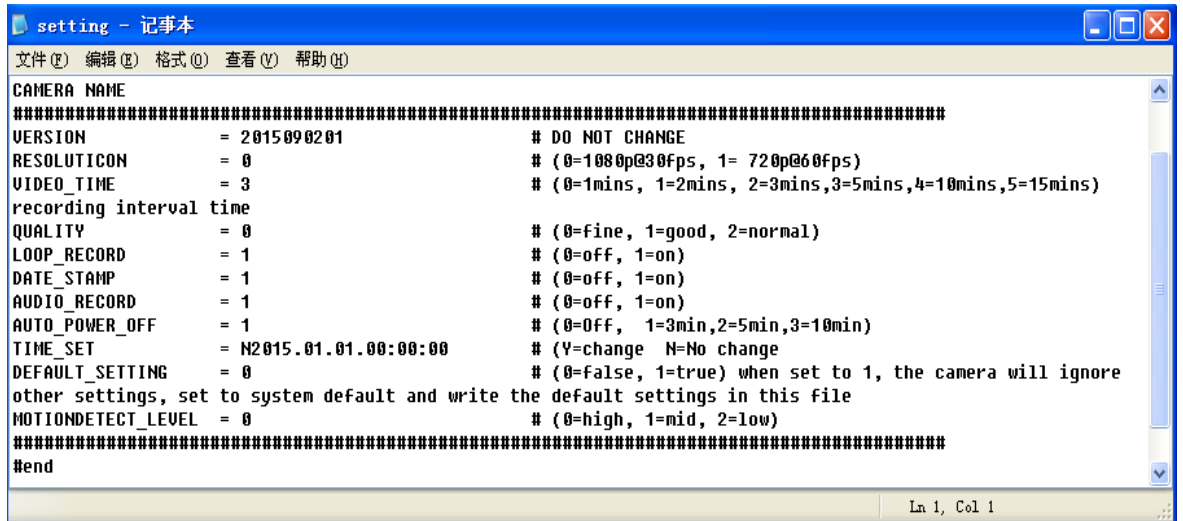 setting - 记事本
文件(F) 编辑(E) 格式(O) 查看(V) 帮助(H)
CAMERA NAME
##########################################################################################
VERSION = 2015090201 # DO NOT CHANGE
RESOLUTICON = 0 # (0=1080p@30fps, 1= 720p@60fps)
VIDEO_TIME = 3 # (0=1mins, 1=2mins, 2=3mins,3=5mins,4=10mins,5=15mins)
recording interval time
QUALITY = 0 # (0=fine, 1=good, 2=normal)
LOOP_RECORD = 1 # (0=off, 1=on)
DATE_STAMP = 1 # (0=off, 1=on)
AUDIO_RECORD = 1 # (0=off, 1=on)
AUTO_POWER_OFF = 1 # (0=Off, 1=3min,2=5min,3=10min)
TIME_SET = N2015.01.01.00:00:00 # (Y=change N=No change
DEFAULT_SETTING = 0 # (0=false, 1=true) when set to 1, the camera will ignore
other settings, set to system default and write the default settings in this file
MOTIONDETECT_LEVEL = 0 # (0=high, 1=mid, 2=low)
##########################################################################################
#end
Ln 1, Col 1